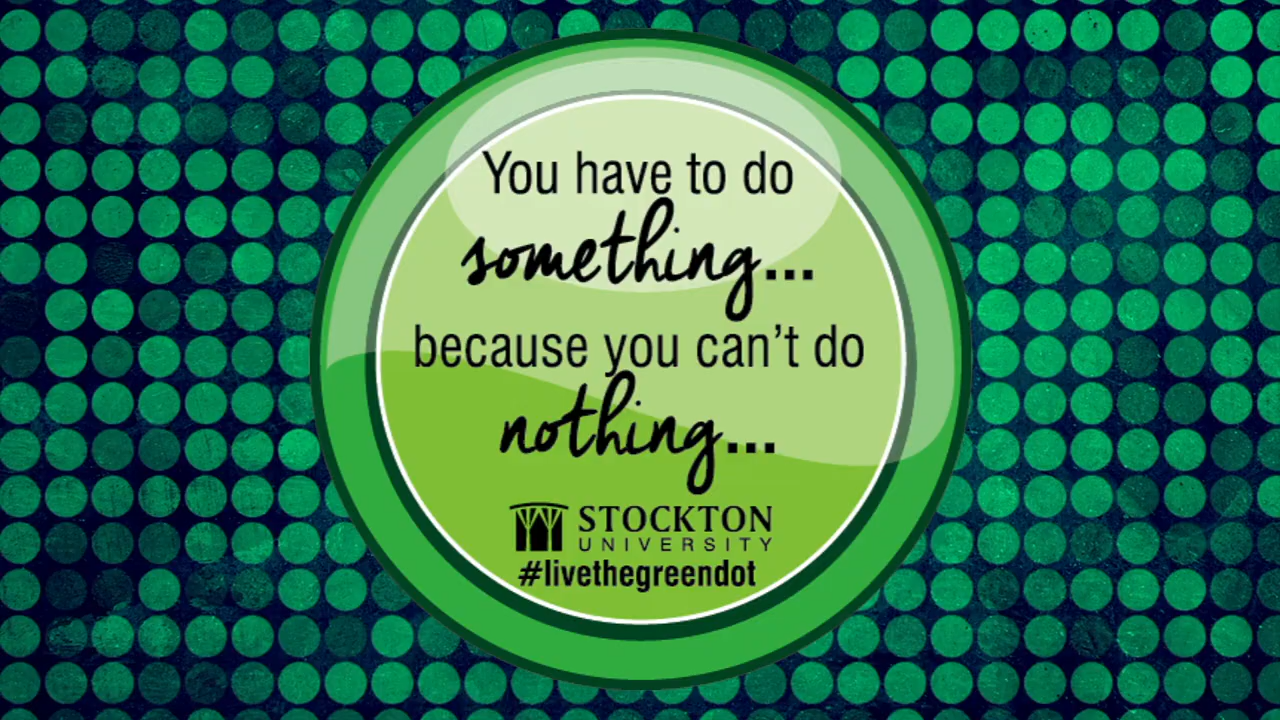 You have to do
something...
because you can't do
nothing...
STOCKTON
UNIVERSITY
#livethegreendot